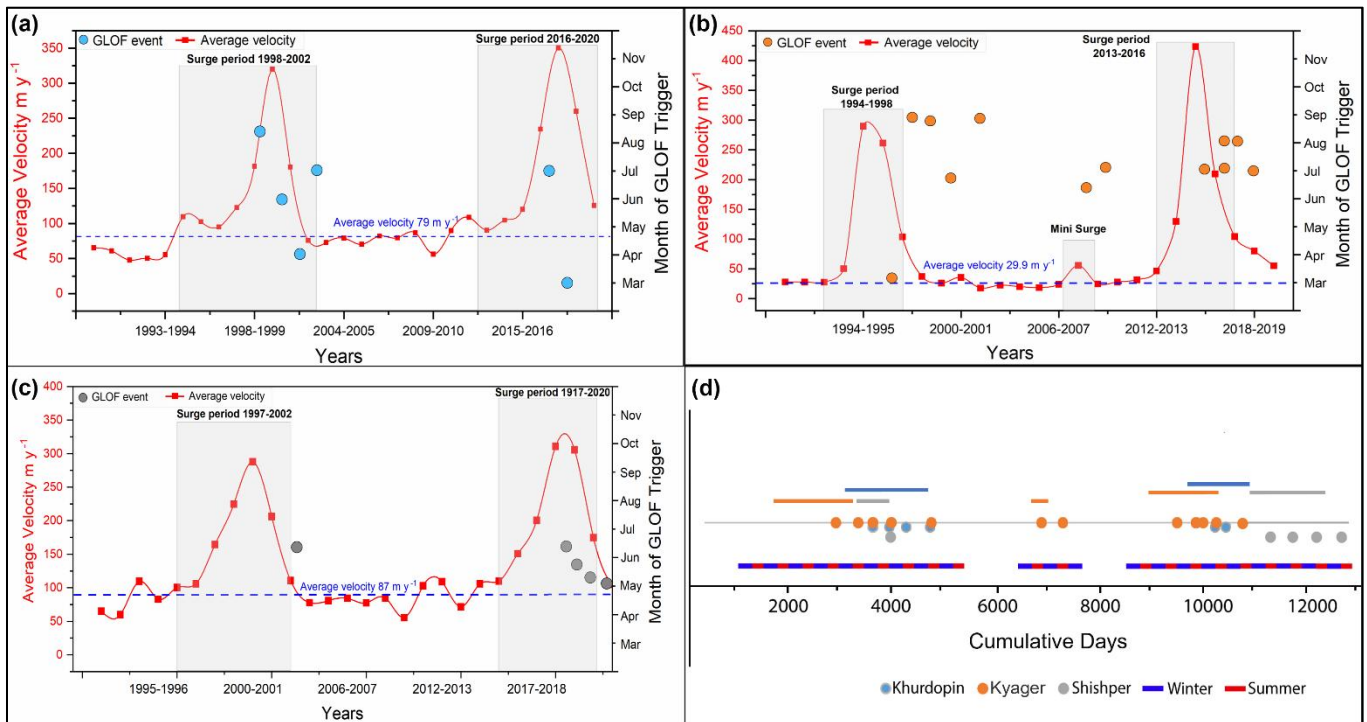 (a)
GLOF event
Average velocity
Surge period 1998-2002
Surge period 2016-2020
350
300
250
200
150
100
50
0
Average Velocity m y⁻¹
Average velocity 79 m y⁻¹
Nov
Oct
Sep
Aug
Jul
Jun
May
Apr
Mar
Month of GLOF Trigger
1993-1994
1998-1999
2004-2005
2009-2010
2015-2016
Years
(b)
GLOF event
Average velocity
Surge period
1994-1998
Surge period
2013-2016
Mini Surge
450
400
350
300
250
200
150
100
50
0
Average Velocity m y⁻¹
Average velocity 29.9 m y⁻¹
Nov
Oct
Sep
Aug
Jul
Jun
May
Apr
Mar
Month of GLOF Trigger
1994-1995
2000-2001
2006-2007
2012-2013
2018-2019
Years
(c)
GLOF event
Average velocity
Surge period 1997-2002
Surge period 1917-2020
400
350
300
250
200
150
100
50
0
Average Velocity m y⁻¹
Average velocity 87 m y⁻¹
Nov
Oct
Sep
Aug
Jul
Jun
May
Apr
Mar
Month of GLOF Trigger
1995-1996
2000-2001
2006-2007
2012-2013
2017-2018
Years
(d)
2000
4000
6000
8000
10000
12000
Cumulative Days
Khurdopin
Kyager
Shishper
Winter
Summer